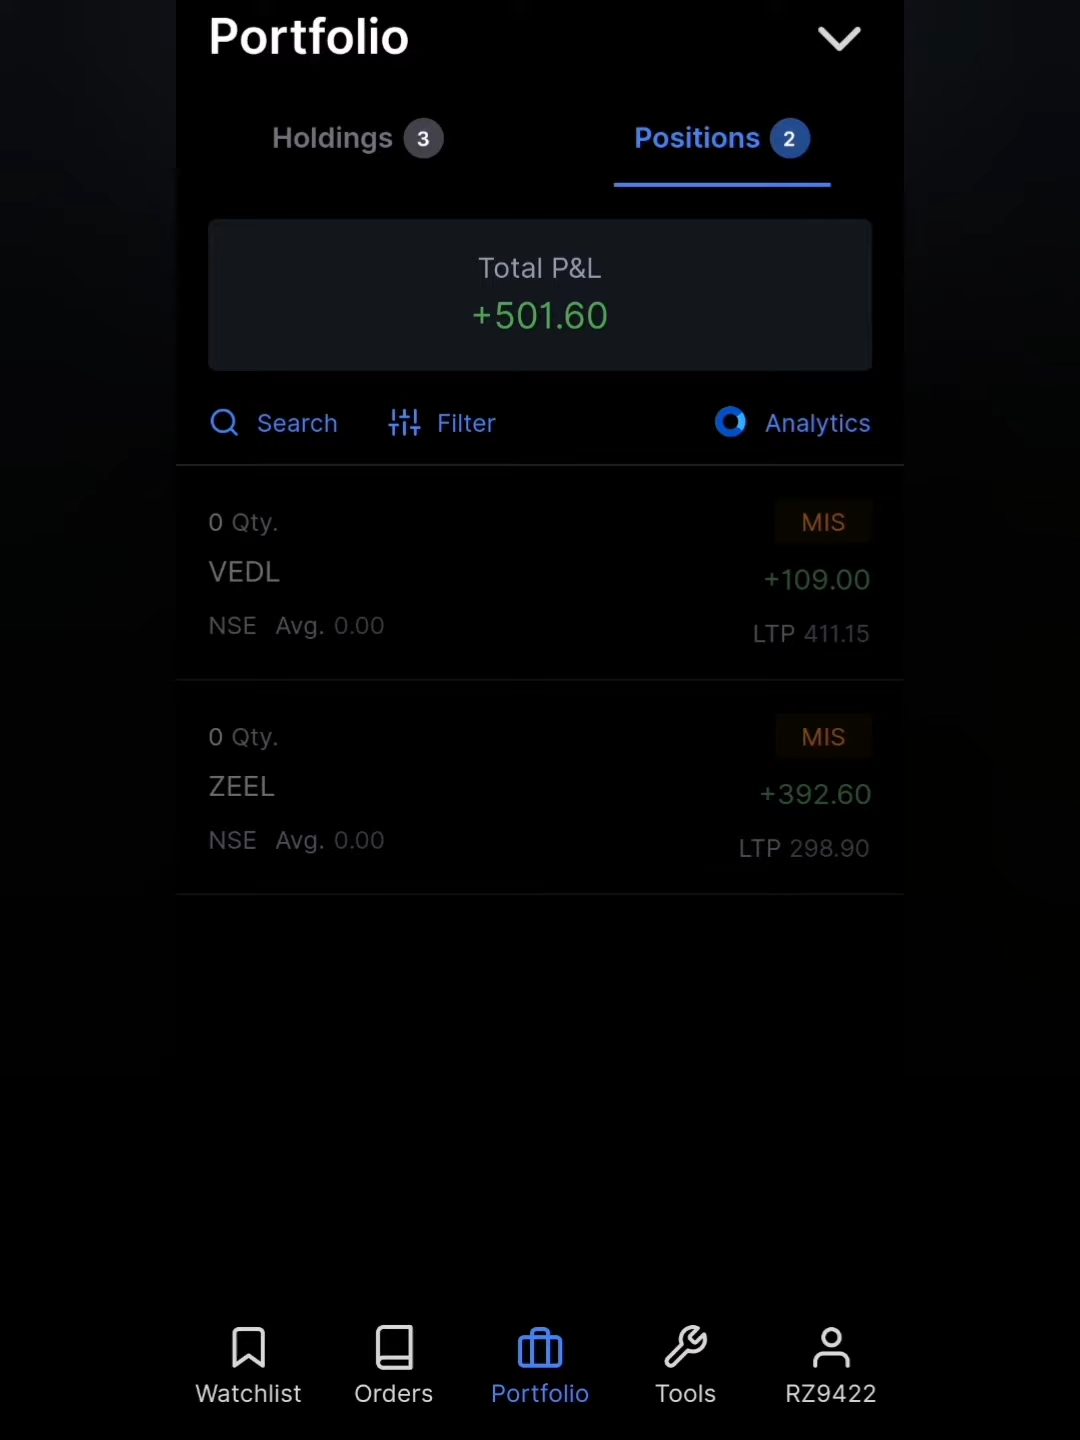 Portfolio
Holdings 3 Positions 2
Total P&L
+501.60
Search Filter Analytics
0 Qty. MIS
VEDL +109.00
NSE Avg. 0.00 LTP 411.15
0 Qty. MIS
ZEEL +392.60
NSE Avg. 0.00 LTP 298.90
Watchlist Orders Portfolio Tools RZ9422